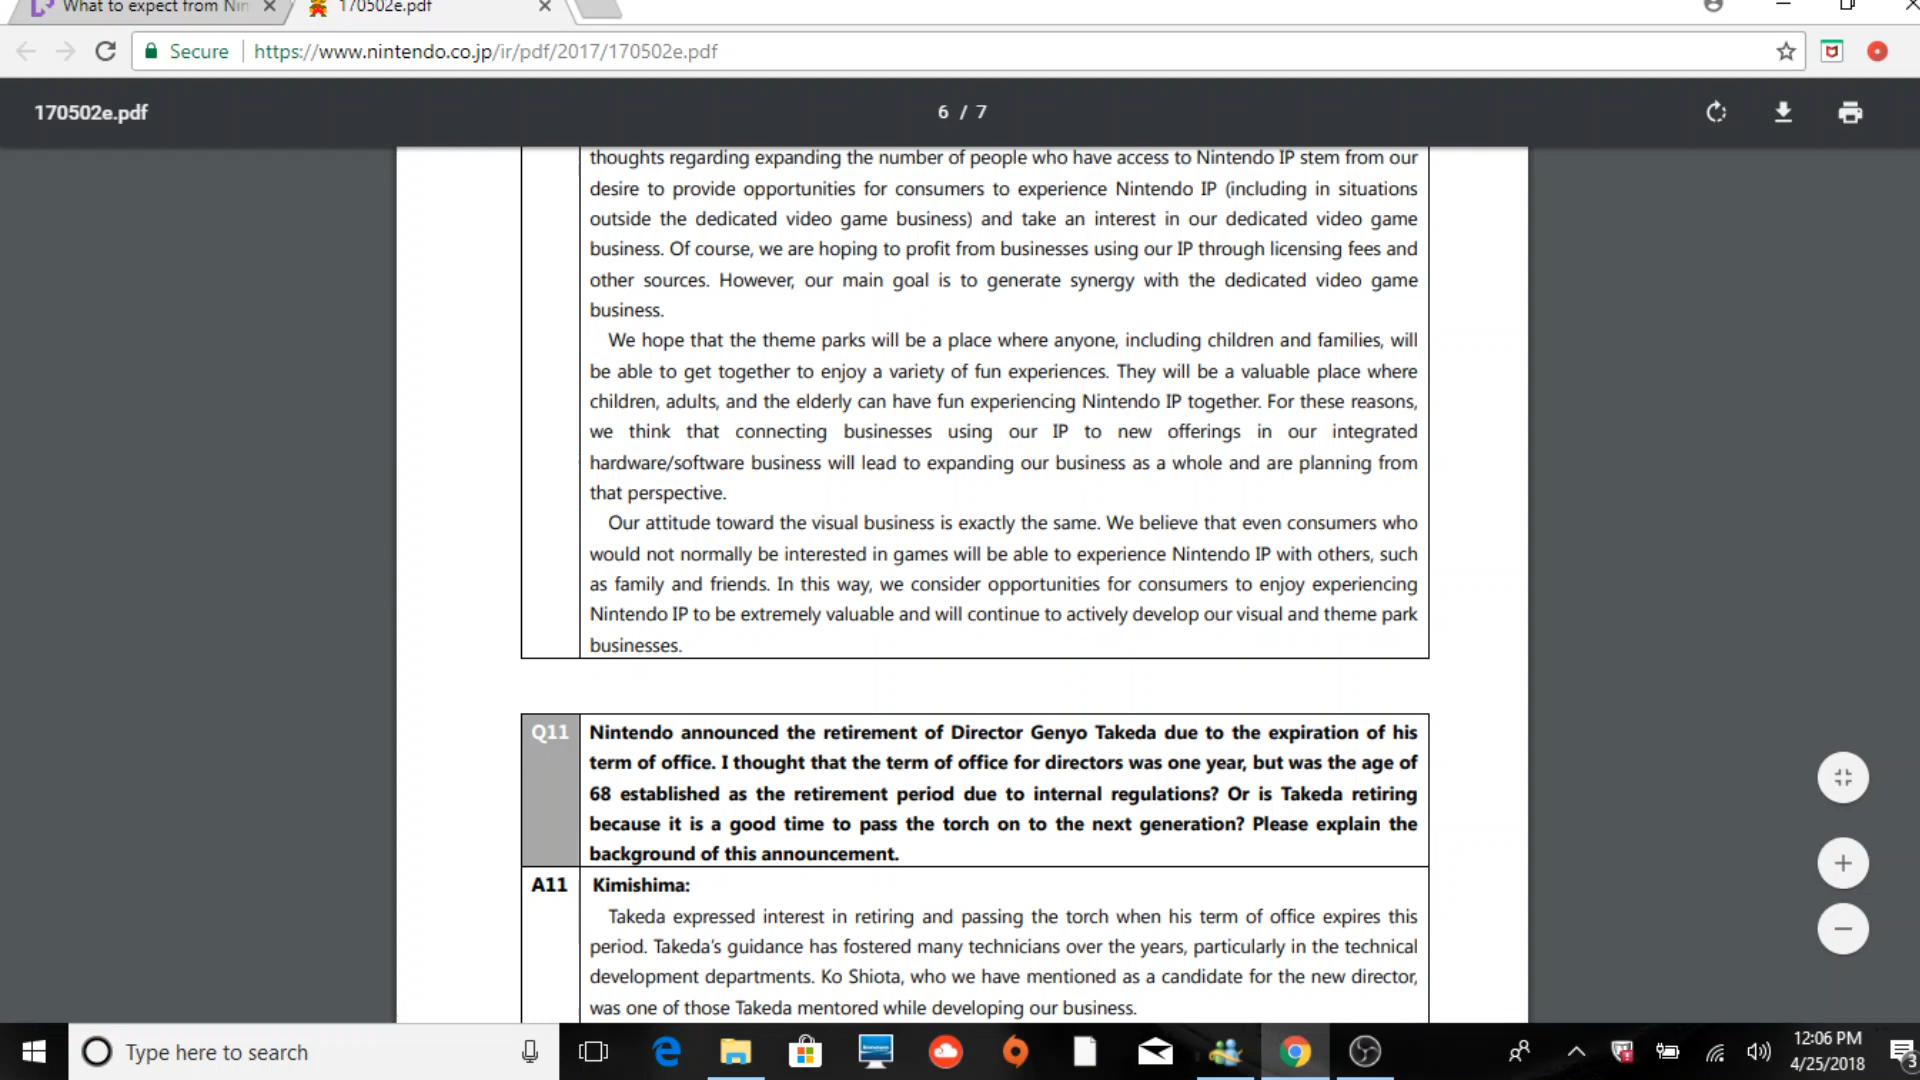 What to expect from Nin
170502e.pdf
Secure
https://www.nintendo.co.jp/ir/pdf/2017/170502e.pdf
170502e.pdf
6 / 7
thoughts regarding expanding the number of people who have access to Nintendo IP stem from our
desire to provide opportunities for consumers to experience Nintendo IP (including in situations
outside the dedicated video game business) and take an interest in our dedicated video game
business. Of course, we are hoping to profit from businesses using our IP through licensing fees and
other sources. However, our main goal is to generate synergy with the dedicated video game
business.
We hope that the theme parks will be a place where anyone, including children and families, will
be able to get together to enjoy a variety of fun experiences. They will be a valuable place where
children, adults, and the elderly can have fun experiencing Nintendo IP together. For these reasons,
we think that connecting businesses using our IP to new offerings in our integrated
hardware/software business will lead to expanding our business as a whole and are planning from
that perspective.
Our attitude toward the visual business is exactly the same. We believe that even consumers who
would not normally be interested in games will be able to experience Nintendo IP with others, such
as family and friends. In this way, we consider opportunities for consumers to enjoy experiencing
Nintendo IP to be extremely valuable and will continue to actively develop our visual and theme park
businesses.
Q11
Nintendo announced the retirement of Director Genyo Takeda due to the expiration of his
term of office. I thought that the term of office for directors was one year, but was the age of
68 established as the retirement period due to internal regulations? Or is Takeda retiring
because it is a good time to pass the torch on to the next generation? Please explain the
background of this announcement.
A11
Kimishima:
Takeda expressed interest in retiring and passing the torch when his term of office expires this
period. Takeda's guidance has fostered many technicians over the years, particularly in the technical
development departments. Ko Shiota, who we have mentioned as a candidate for the new director,
was one of those Takeda mentored while developing our business.
Type here to search
12:06 PM
4/25/2018
3